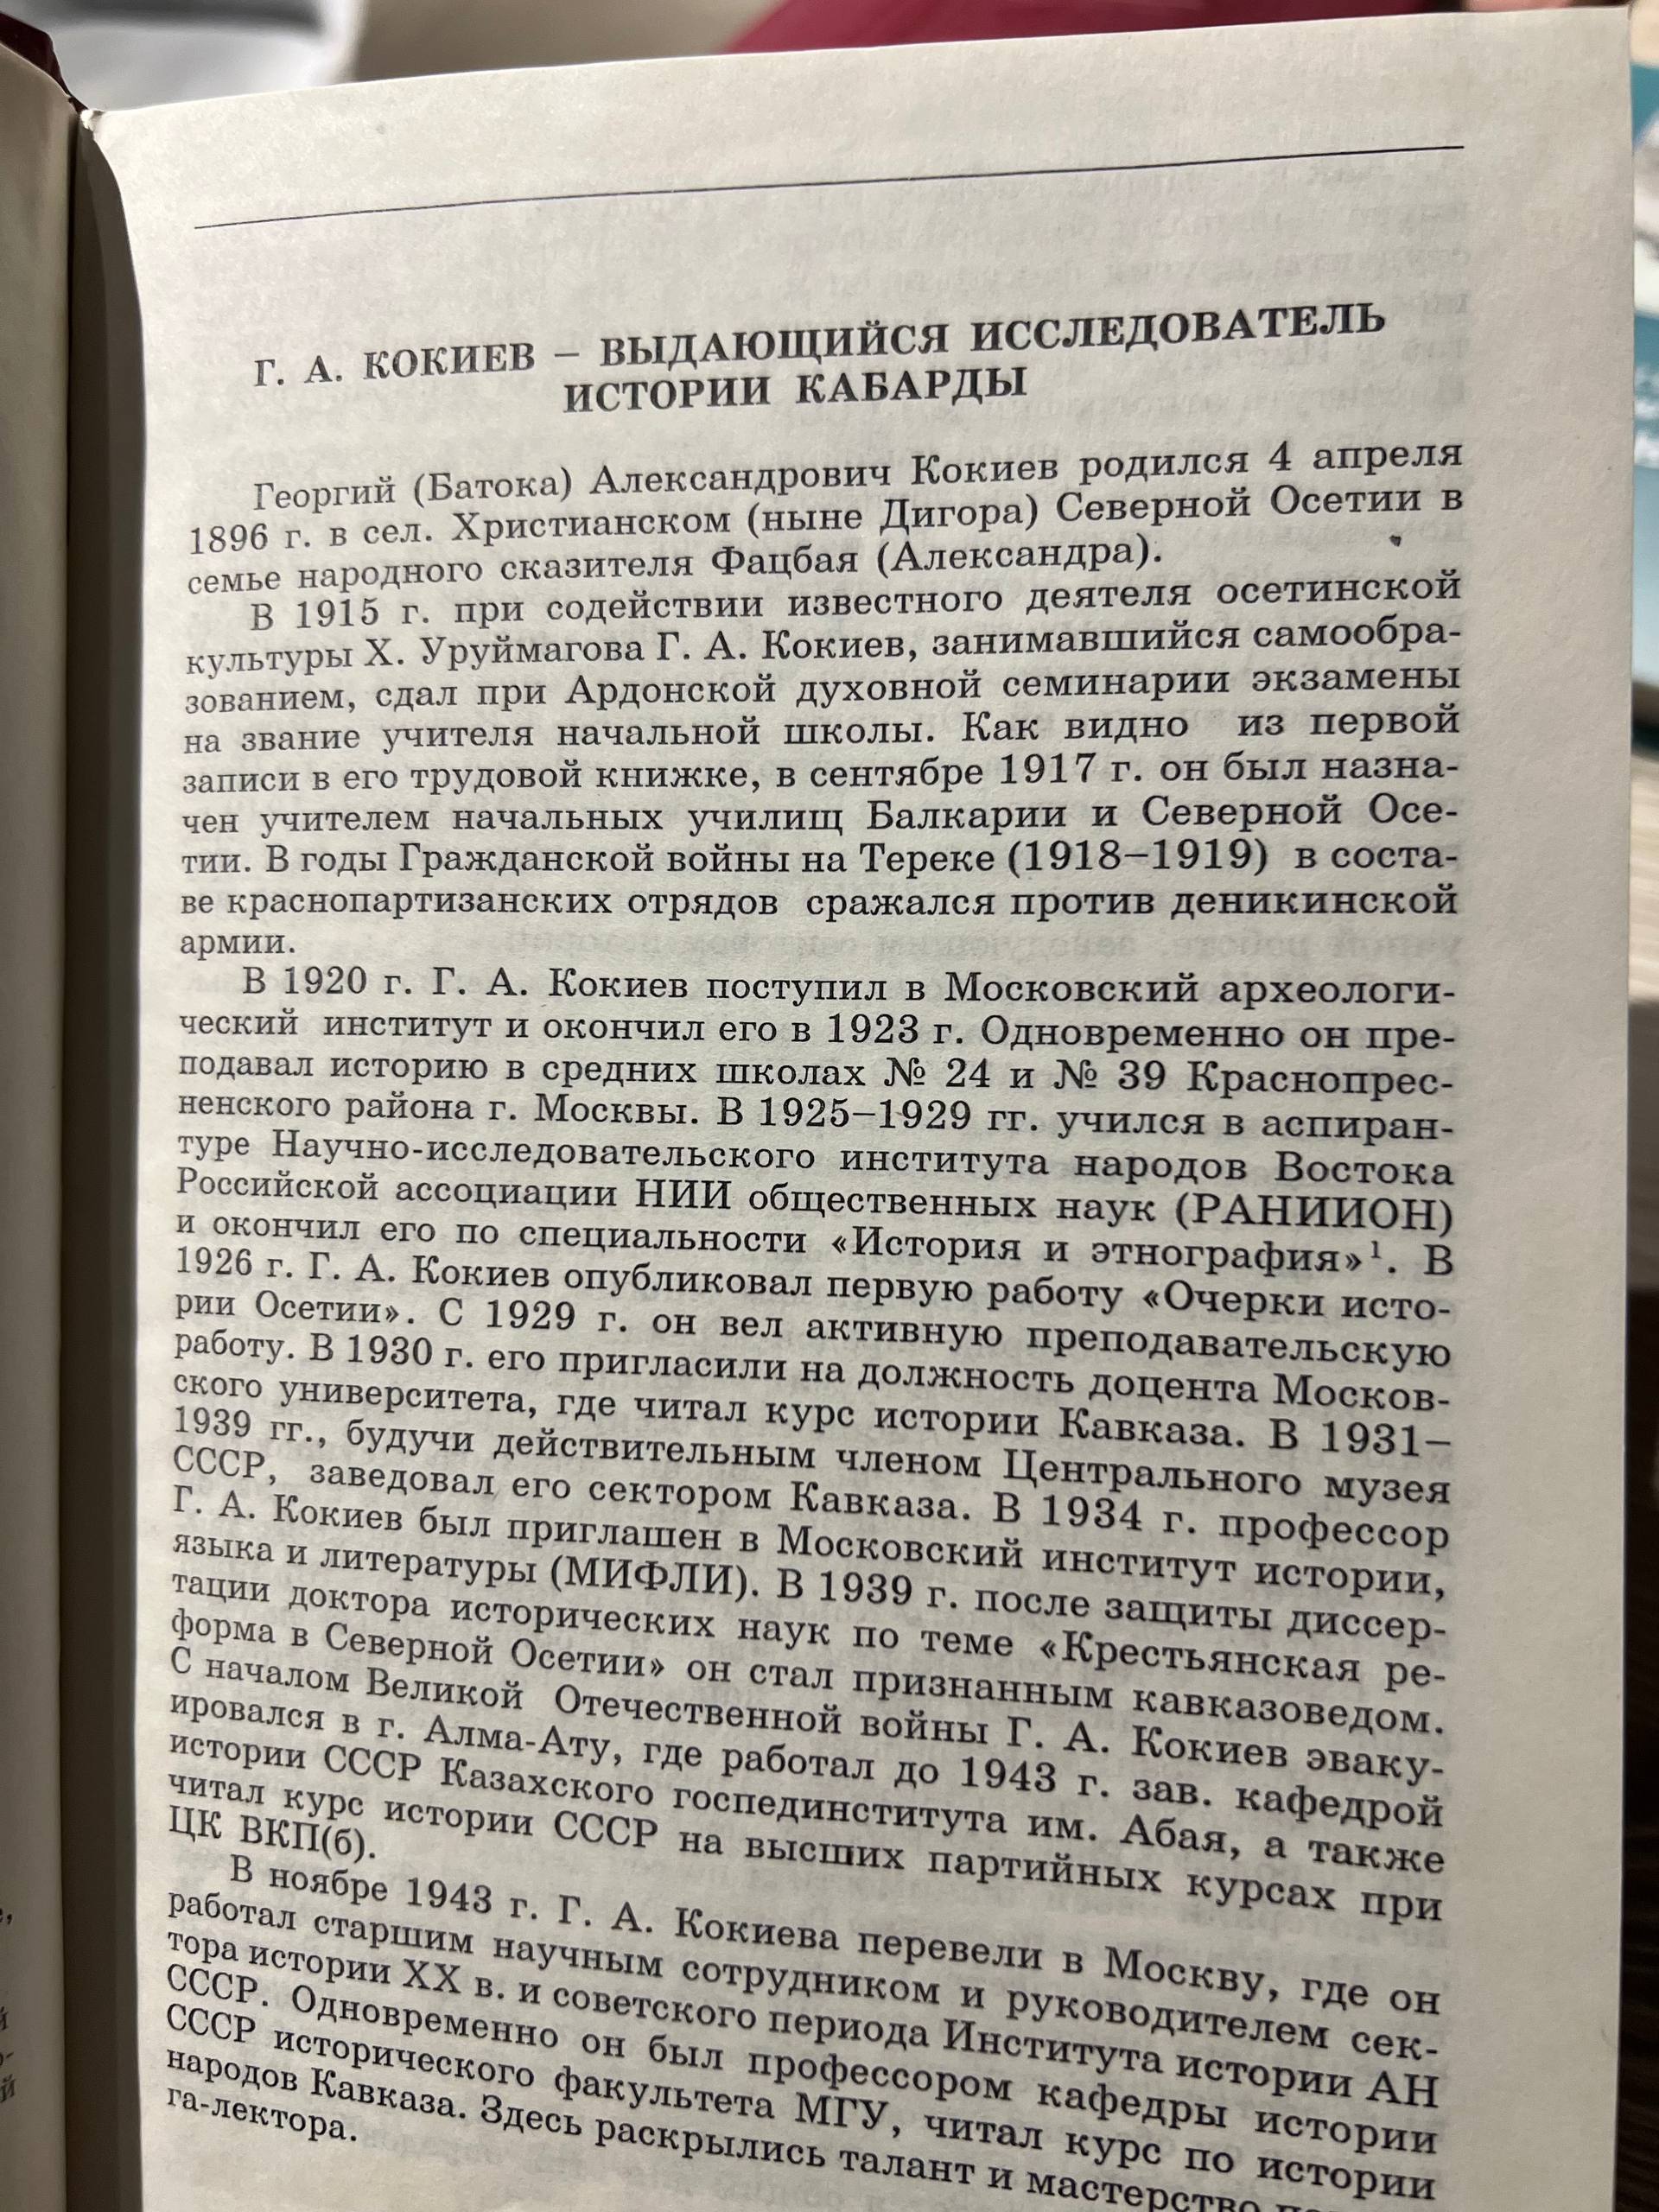 Г. А. КОКИЕВ – ВЫДАЮЩИЙСЯ ИССЛЕДОВАТЕЛЬ
ИСТОРИИ КАБАРДЫ
Георгий (Батока) Александрович Кокиев родился 4 апреля
1896 г. в сел. Христианском (ныне Дигора) Северной Осетии в
семье народного сказителя Фацбая (Александра).
В 1915 г. при содействии известного деятеля осетинской
культуры Х. Уруймагова Г. А. Кокиев, занимавшийся самообра-
зованием, сдал при Ардонской духовной семинарии экзамены
на звание учителя начальной школы. Как видно из первой
записи в его трудовой книжке, в сентябре 1917 г. он был назна-
чен учителем начальных училищ Балкарии и Северной Осе-
тии. В годы Гражданской войны на Тереке (1918–1919) в соста-
ве краснопартизанских отрядов сражался против деникинской
армии.
В 1920 г. Г. А. Кокиев поступил в Московский археологи-
ческий институт и окончил его в 1923 г. Одновременно он пре-
подавал историю в средних школах № 24 и № 39 Краснопрес-
ненского района г. Москвы. В 1925–1929 гг. учился в аспиран-
туре Научно-исследовательского института народов Востока
Российской ассоциации НИИ общественных наук (РАНИИОН)
и окончил его по специальности «История и этнография»¹. В
1926 г. Г. А. Кокиев опубликовал первую работу «Очерки исто-
рии Осетии». С 1929 г. он вел активную преподавательскую
работу. В 1930 г. его пригласили на должность доцента Москов-
ского университета, где читал курс истории Кавказа. В 1931–
1939 гг., будучи действительным членом Центрального музея
СССР, заведовал его сектором Кавказа. В 1934 г. профессор
Г. А. Кокиев был приглашен в Московский институт истории,
языка и литературы (МИФЛИ). В 1939 г. после защиты диссер-
тации доктора исторических наук по теме «Крестьянская ре-
форма в Северной Осетии» он стал признанным кавказоведом.
С началом Великой Отечественной войны Г. А. Кокиев эваку-
ировался в г. Алма-Ату, где работал до 1943 г. зав. кафедрой
истории СССР Казахского госпединститута им. Абая, а также
читал курс истории СССР на высших партийных курсах при
ЦК ВКП(б).
В ноябре 1943 г. Г. А. Кокиева перевели в Москву, где он
работал старшим научным сотрудником и руководителем сек-
тора истории XX в. и советского периода Института истории АН
СССР. Одновременно он был профессором кафедры истории
СССР исторического факультета МГУ, читал курс по истории
народов Кавказа. Здесь раскрылись талант и мастерство
га-лектора.